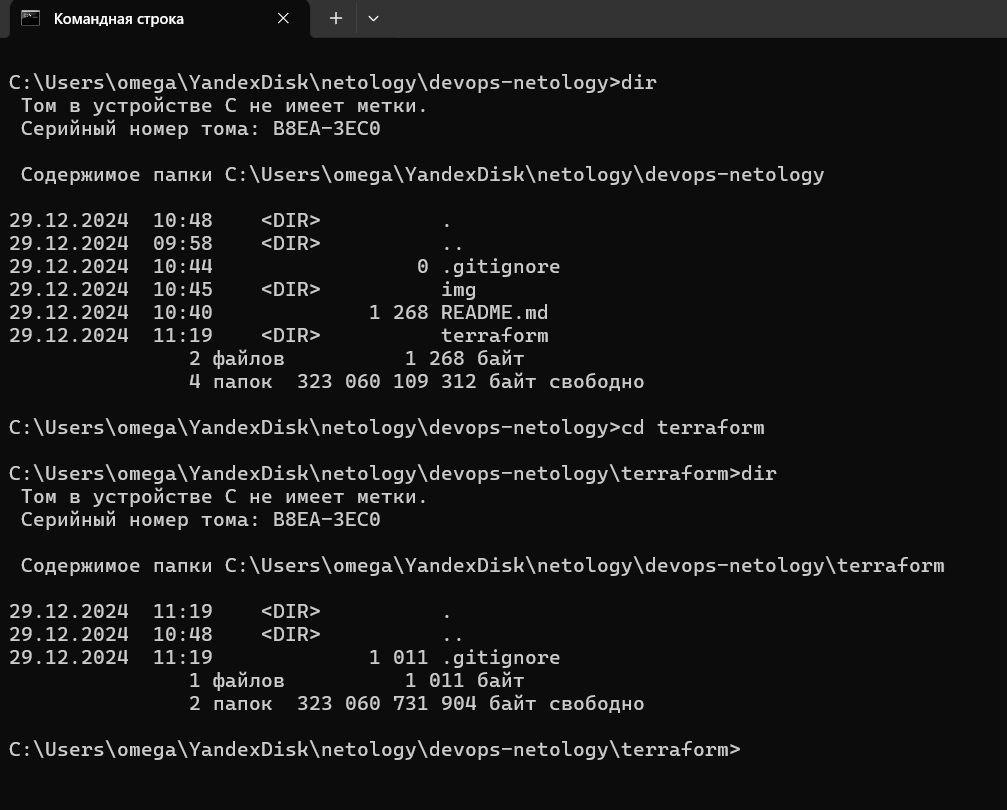 Командная строка
C:\Users\omega\YandexDisk\netology\devops-netology>dir
Том в устройстве C не имеет метки.
Серийный номер тома: B8EA-3EC0
Содержимое папки C:\Users\omega\YandexDisk\netology\devops-netology
29.12.2024  10:48    <DIR>          .
29.12.2024  09:58    <DIR>          ..
29.12.2024  10:44                 0 .gitignore
29.12.2024  10:45    <DIR>          img
29.12.2024  10:40             1 268 README.md
29.12.2024  11:19    <DIR>          terraform
2 файлов          1 268 байт
4 папок  323 060 109 312 байт свободно
C:\Users\omega\YandexDisk\netology\devops-netology>cd terraform
C:\Users\omega\YandexDisk\netology\devops-netology\terraform>dir
Том в устройстве C не имеет метки.
Серийный номер тома: B8EA-3EC0
Содержимое папки C:\Users\omega\YandexDisk\netology\devops-netology\terraform
29.12.2024  11:19    <DIR>          .
29.12.2024  10:48    <DIR>          ..
29.12.2024  11:19             1 011 .gitignore
1 файлов          1 011 байт
2 папок  323 060 731 904 байт свободно
C:\Users\omega\YandexDisk\netology\devops-netology\terraform>